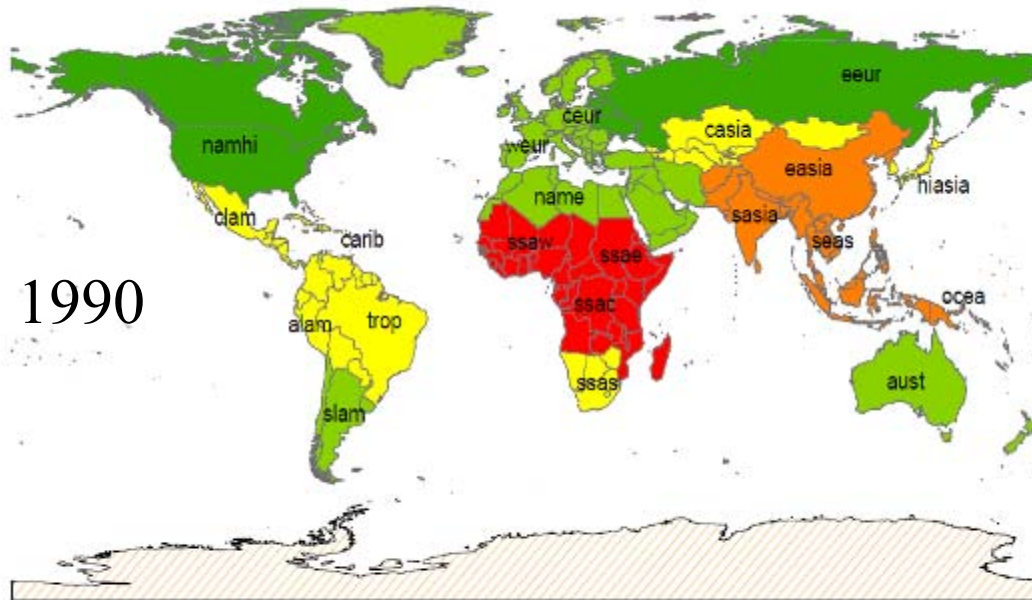 eeur
ceur
casia
namhi
weur
easia
hiasia
name
sasia
clam
carib
ssaw
ssae
seas
1990
ssac
ocea
alam
trop
ssas
aust
slam